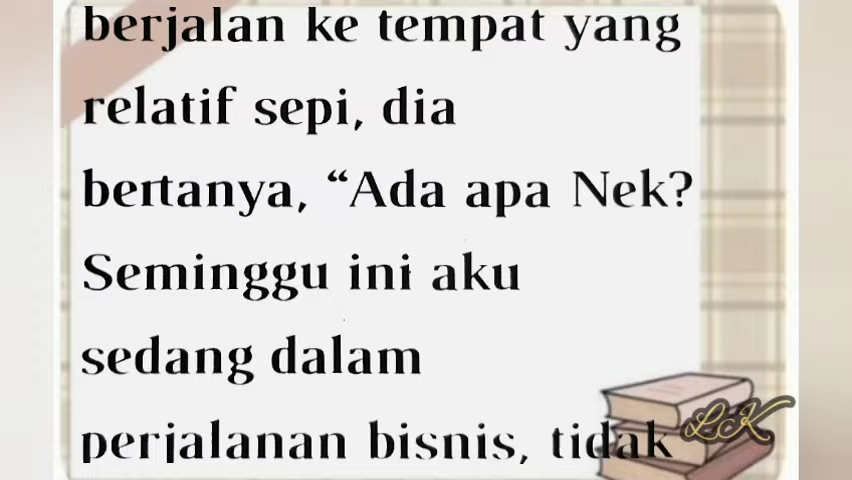 berjalan ke tempat yang
relatif sepi, dia
bertanya, “Ada apa Nek?
Seminggu ini aku
sedang dalam
perjalanan bisnis, tidak
LK